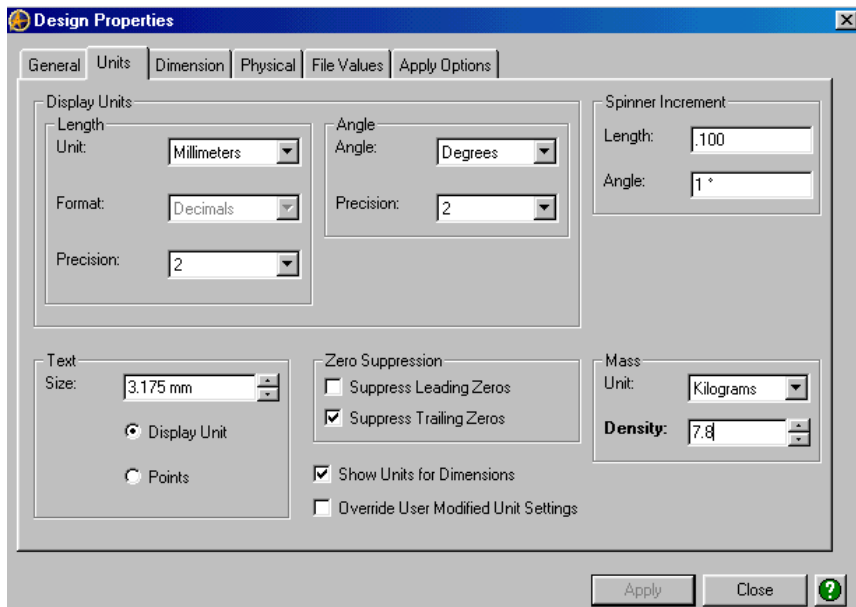 Design Properties
General Units Dimension Physical File Values Apply Options
Display Units
Length
Unit: Millimeters
Format: Decimals
Precision: 2
Angle
Angle: Degrees
Precision: 2
Spinner Increment
Length: .100
Angle: 1 °
Text
Size: 3.175 mm
Display Unit
Points
Zero Suppression
Suppress Leading Zeros
Suppress Trailing Zeros
Show Units for Dimensions
Override User Modified Unit Settings
Mass
Unit: Kilograms
Density: 7.8
Apply Close ?